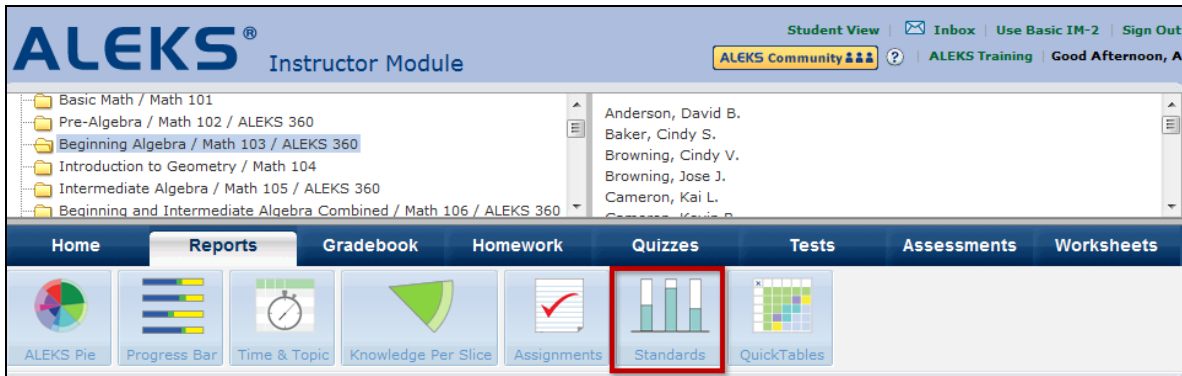 ALEKS® Instructor Module
Student View | Inbox | Use Basic IM-2 | Sign Out
ALEKS Community ? | ALEKS Training | Good Afternoon, A
Basic Math / Math 101
Pre-Algebra / Math 102 / ALEKS 360
Beginning Algebra / Math 103 / ALEKS 360
Introduction to Geometry / Math 104
Intermediate Algebra / Math 105 / ALEKS 360
Beginning and Intermediate Algebra Combined / Math 106 / ALEKS 360
Anderson, David B.
Baker, Cindy S.
Browning, Cindy V.
Browning, Jose J.
Cameron, Kai L.
Home Reports Gradebook Homework Quizzes Tests Assessments Worksheets
ALEKS Pie Progress Bar Time & Topic Knowledge Per Slice Assignments Standards QuickTables